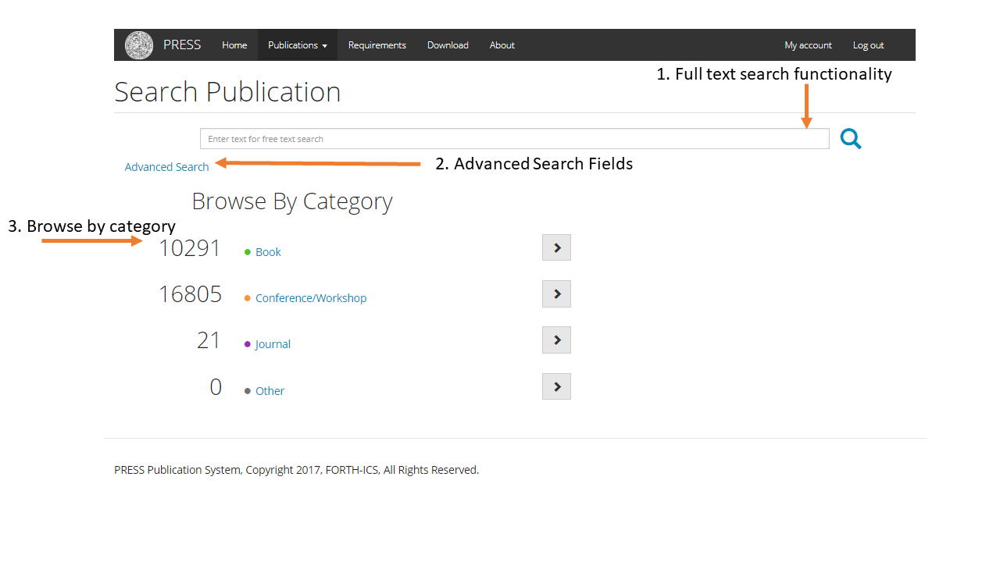 PRESS Home Publications Requirements Download About My account Log out
1. Full text search functionality
Search Publication
Enter text for free text search
Advanced Search
2. Advanced Search Fields
Browse By Category
3. Browse by category
10291 Book
16805 Conference/Workshop
21 Journal
0 Other
PRESS Publication System, Copyright 2017, FORTH-ICS, All Rights Reserved.